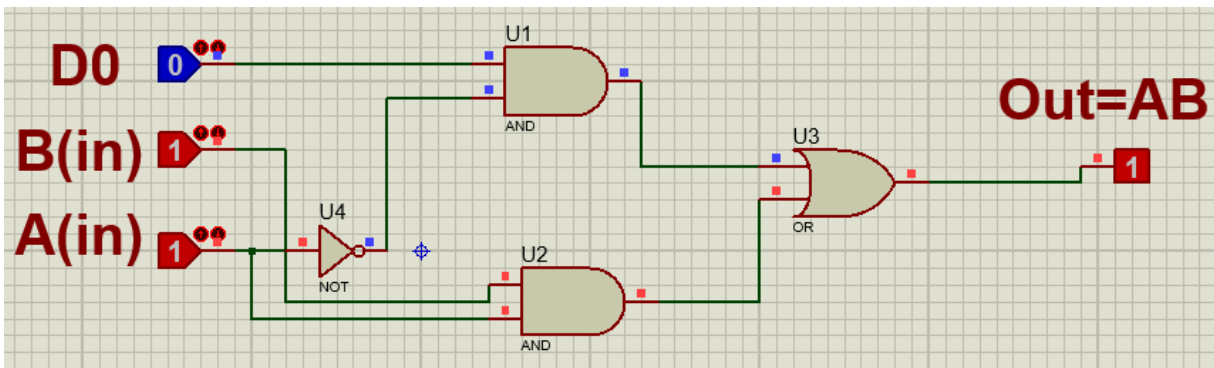 U1
D0
0
Out=AB
AND
U3
B(in)
1
1
U4
A(in)
1
OR
U2
NOT
AND